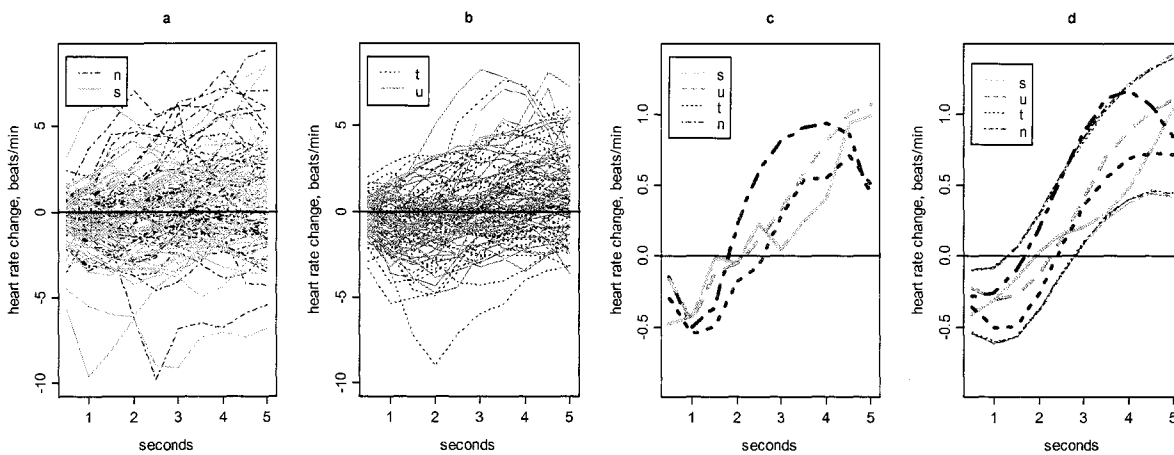 a
n
s
heart rate change, beats/min
5
0
-5
-10
1 2 3 4 5
seconds
b
t
u
heart rate change, beats/min
5
0
-5
-10
1 2 3 4 5
seconds
c
s
u
t
n
heart rate change, beats/min
1.0
0.5
0.0
-0.5
1 2 3 4 5
seconds
d
s
u
t
n
heart rate change, beats/min
1.0
0.5
0.0
-0.5
1 2 3 4 5
seconds